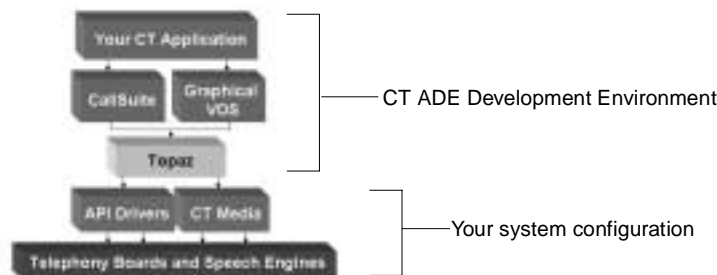 Your CT Application
CallSuite
Graphical
VOS
CT ADE Development Environment
Topaz
API Drivers
CT Media
Your system configuration
Telephony Boards and Speech Engines